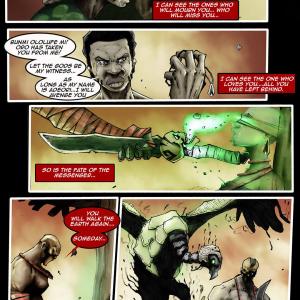 I CAN SEE THE ONES
WHO WILL MOURN YOU... WHO
WILL MISS YOU...
BUNMI OLOLUFE MI!
ORO HAS TAKEN
YOU FROM ME!
LET THE GODS BE
MY WITNESS...
AS
LONG AS MY NAME
IS ADEORI... I WILL
AVENGE YOU
I CAN SEE THE ONE WHO
LOVES YOU... ALL YOU
HAVE LEFT BEHIND.
SO IS THE FATE OF THE
MESSENGER...
YOU
WILL WALK
THE EARTH AGAIN...
SOMEDAY...